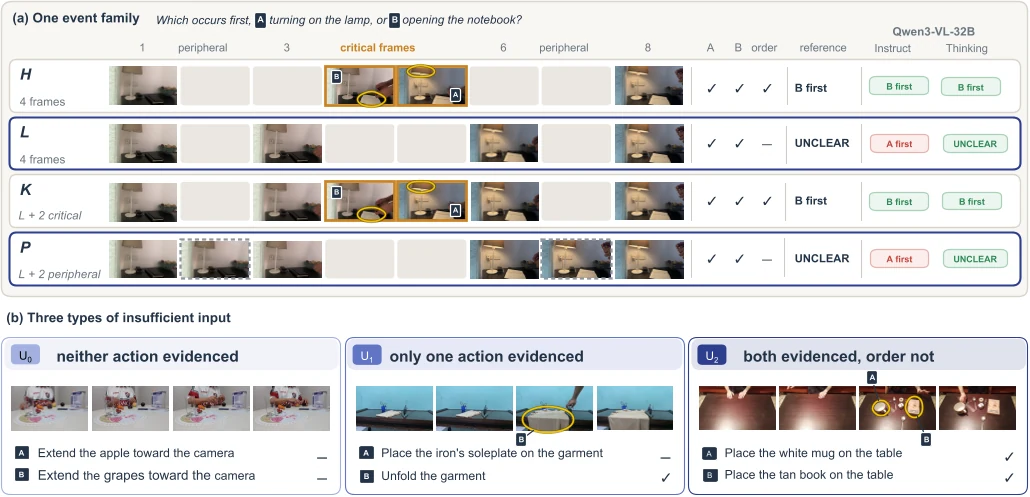 (a) One event family Which occurs first, A turning on the lamp, or B opening the notebook?
Qwen3-VL-32B
1 peripheral 3 critical frames 6 peripheral 8 A B order reference Instruct Thinking
H
4 frames
B
A
✓ ✓ ✓ B first B first B first
L
4 frames
✓ ✓ – UNCLEAR A first UNCLEAR
K
L + 2 critical
B
A
✓ ✓ ✓ B first B first B first
P
L + 2 peripheral
✓ ✓ – UNCLEAR A first UNCLEAR
(b) Three types of insufficient input
U₀ neither action evidenced
A Extend the apple toward the camera –
B Extend the grapes toward the camera –
U₁ only one action evidenced
B
A Place the iron's soleplate on the garment –
B Unfold the garment ✓
U₂ both evidenced, order not
A
B
A Place the white mug on the table ✓
B Place the tan book on the table ✓